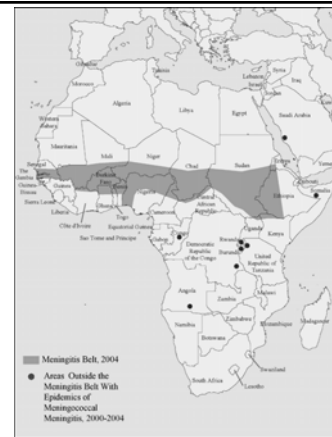 Gibraltar
Tunisia
Syria
Lebanon
Israel
Iraq
Jordan
Morocco
Algeria
Libya
Egypt
Saudi Arabia
Western
Sahara
Mauritania
Mali
Niger
Chad
Sudan
Eritrea
Yemen
Senegal
The
Gambia
Guinea-
Bissau
Guinea
Burkina
Faso
Benin
Djibouti
Somalia
Ethiopia
Sierra Leone
Liberia
Côte d'Ivoire
Togo
Ghana
Cameroon
Central
African
Republic
Equatorial Guinea
Sao Tome and Principe
Gabon
Congo
Democratic
Republic
of the Congo
Uganda
Kenya
Rwanda
Burundi
United
Republic of
Tanzania
Angola
Zambia
Malawi
Mozambique
Zimbabwe
Madagascar
Namibia
Botswana
Swaziland
Lesotho
South Africa
Meningitis Belt, 2004
Areas Outside the
Meningitis Belt With
Epidemics of
Meningococcal
Meningitis, 2000-2004